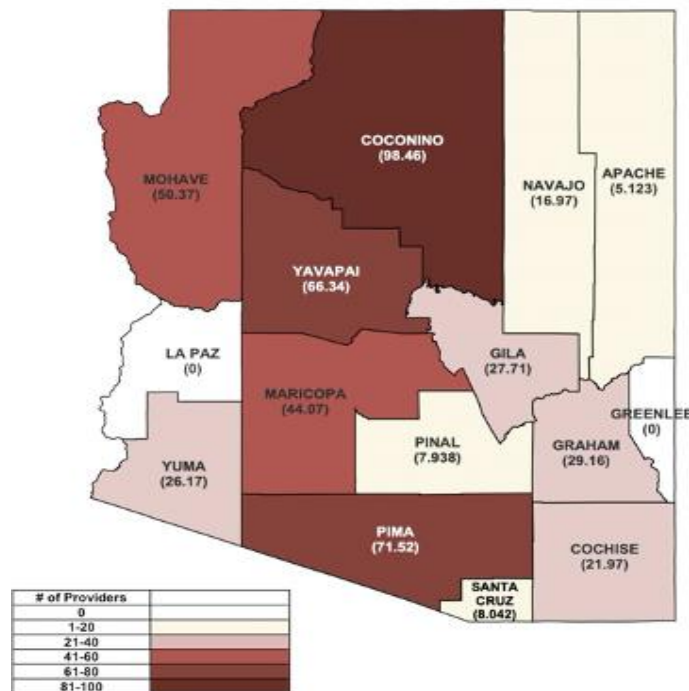 COCONINO
(98.46)
MOHAVE
(50.37)
NAVAJO
(16.97)
APACHE
(5.123)
YAVAPAI
(66.34)
LA PAZ
(0)
GILA
(27.71)
MARICOPA
(44.07)
GREENLEE
(0)
PINAL
(7.938)
GRAHAM
(29.16)
YUMA
(26.17)
PIMA
(71.52)
COCHISE
(21.97)
SANTA
CRUZ
(8.042)
# of Providers
0
1-20
21-40
41-60
61-80
81-100